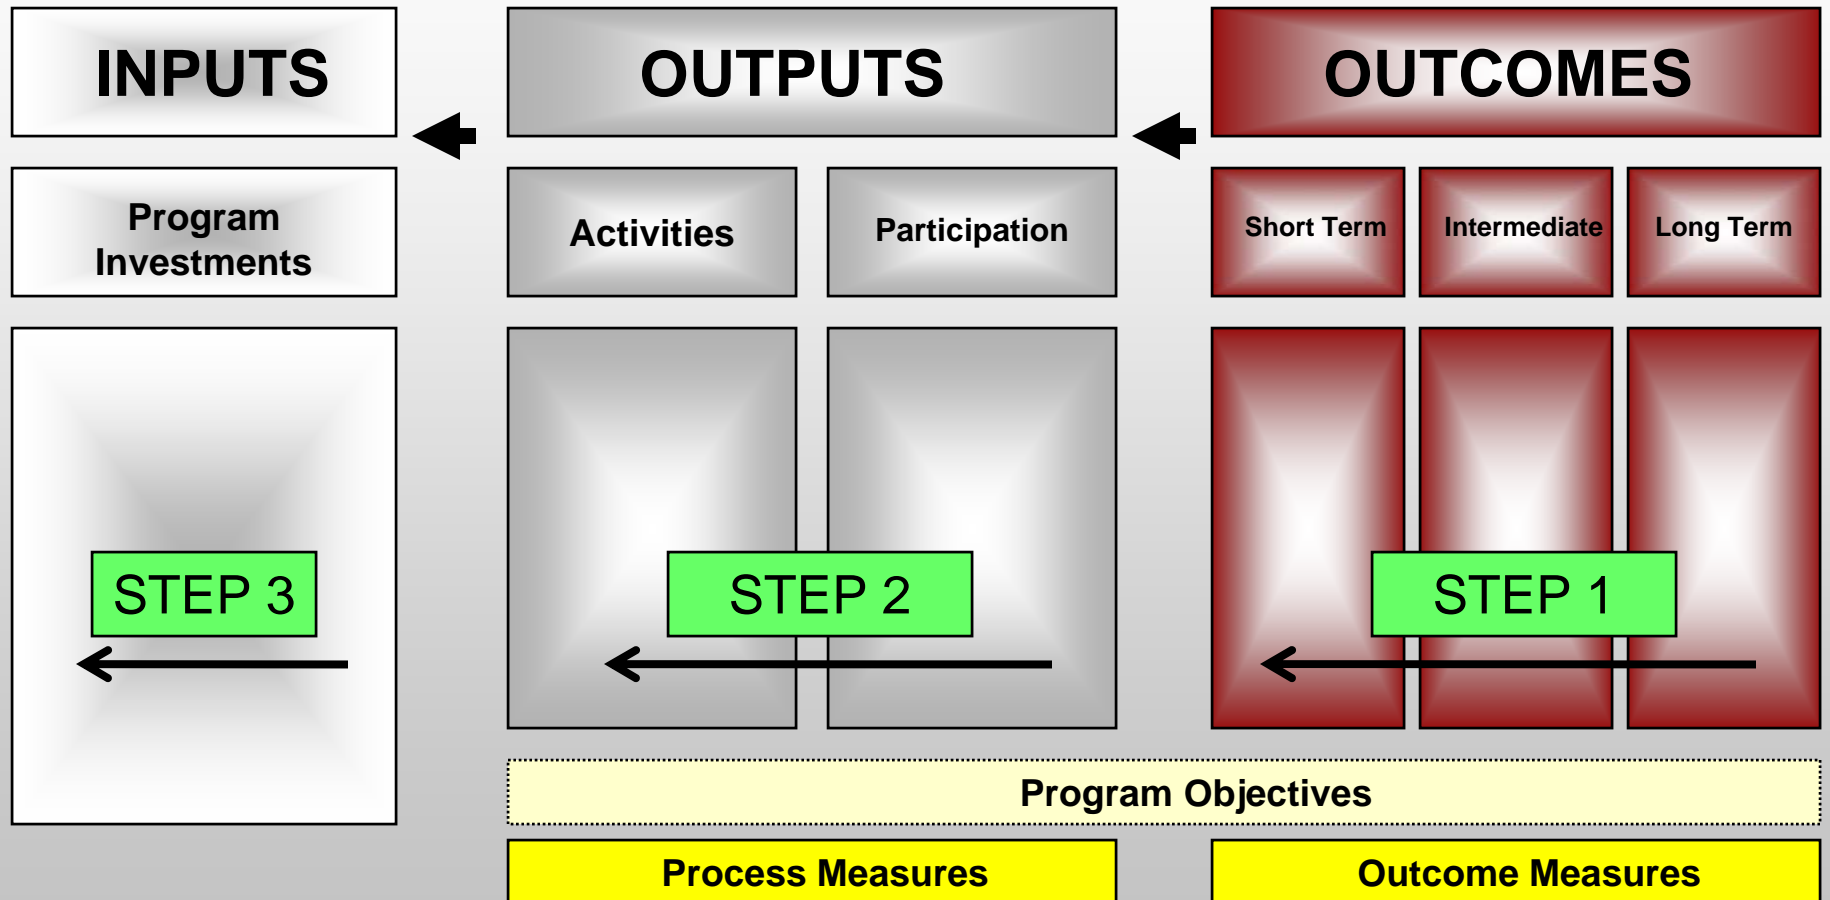 INPUTS
OUTPUTS
OUTCOMES
Program
Investments
Activities
Participation
Short Term
Intermediate
Long Term
STEP 3
STEP 2
STEP 1
Program Objectives
Process Measures
Outcome Measures